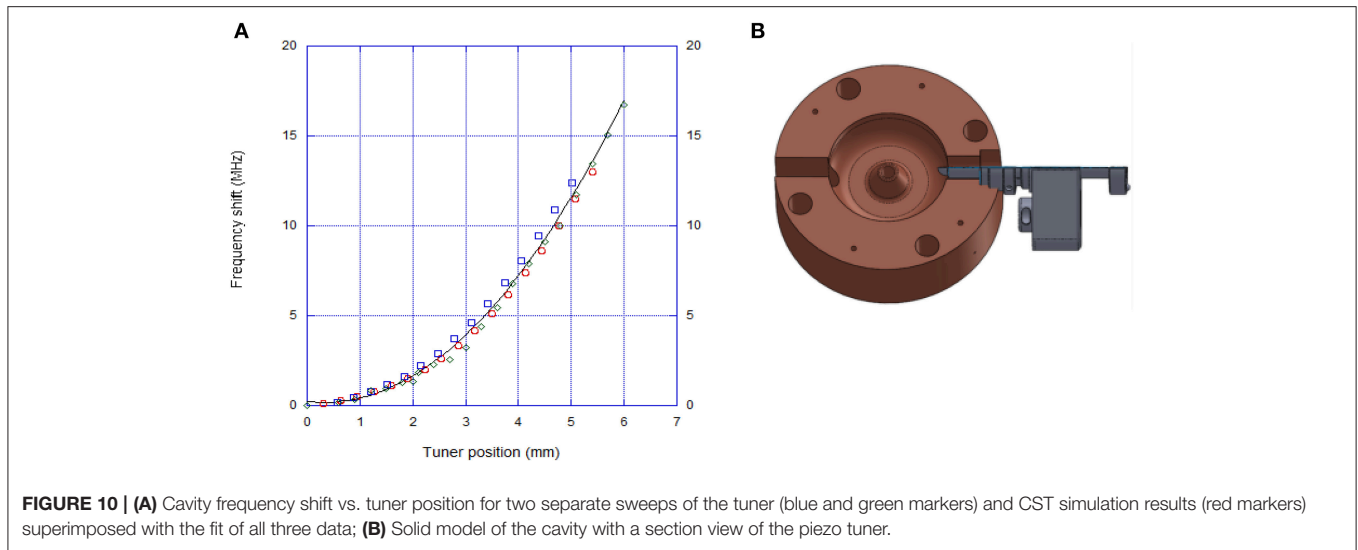 A
B
20
20
15
15
10
10
5
5
0
0
Frequency shift (MHz)
0 1 2 3 4 5 6 7
Tuner position (mm)
FIGURE 10 | (A) Cavity frequency shift vs. tuner position for two separate sweeps of the tuner (blue and green markers) and CST simulation results (red markers)
superimposed with the fit of all three data; (B) Solid model of the cavity with a section view of the piezo tuner.